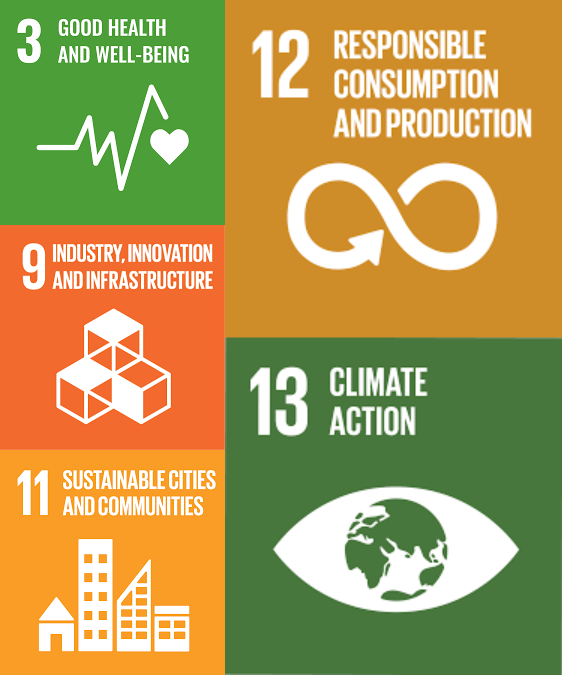 3 GOOD HEALTH
AND WELL-BEING
9 INDUSTRY, INNOVATION
AND INFRASTRUCTURE
11 SUSTAINABLE CITIES
AND COMMUNITIES
12 RESPONSIBLE
CONSUMPTION
AND PRODUCTION
13 CLIMATE
ACTION